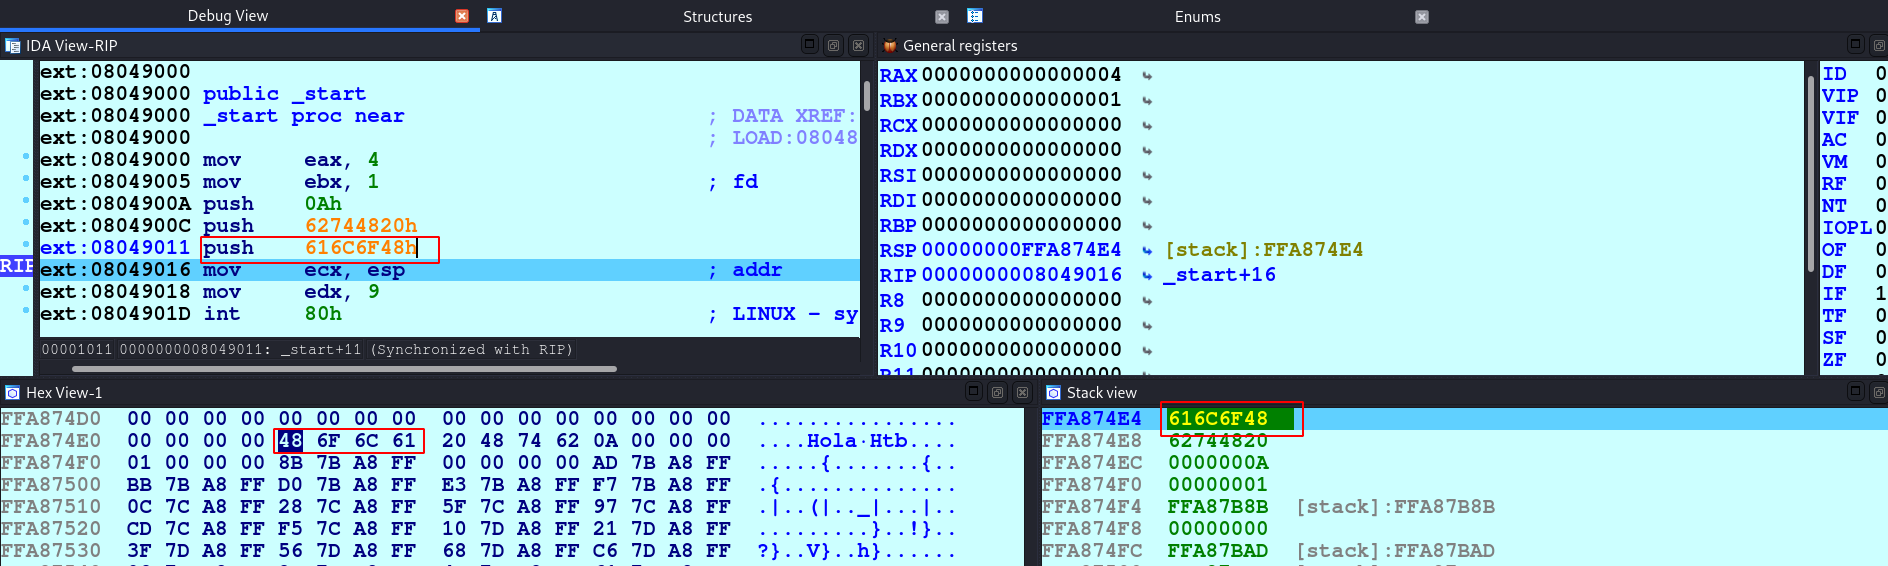 Debug View Structures Enums
IDA View-RIP
ext:08049000
ext:08049000 public _start
ext:08049000 _start proc near ; DATA XREF:
ext:08049000 ; LOAD:08048
ext:08049000 mov eax, 4
ext:08049005 mov ebx, 1 ; fd
ext:0804900A push 0Ah
ext:0804900C push 62744820h
ext:08049011 push 616C6F48h
RIP ext:08049016 mov ecx, esp ; addr
ext:08049018 mov edx, 9
ext:0804901D int 80h ; LINUX - sy
00001011 0000000008049011: _start+11 (Synchronized with RIP)
General registers
RAX 0000000000000004
RBX 0000000000000001
RCX 0000000000000000
RDX 0000000000000000
RSI 0000000000000000
RDI 0000000000000000
RBP 0000000000000000
RSP 00000000FFA874E4 [stack]:FFA874E4
RIP 0000000008049016 _start+16
R8 0000000000000000
R9 0000000000000000
R10 0000000000000000
R11
ID 0
VIP 0
VIF 0
AC 0
VM 0
RF 0
NT 0
IOPL 0
OF 0
DF 0
IF 1
TF 0
SF 0
ZF 0
Hex View-1
FFA874D0 00 00 00 00 00 00 00 00 00 00 00 00 00 00 00 00 ................
FFA874E0 00 00 00 00 48 6F 6C 61 20 48 74 62 0A 00 00 00 ....Hola·Htb....
FFA874F0 01 00 00 00 8B 7B A8 FF 00 00 00 00 AD 7B A8 FF .....{.......{..
FFA87500 BB 7B A8 FF D0 7B A8 FF E3 7B A8 FF F7 7B A8 FF .{..............
FFA87510 0C 7C A8 FF 28 7C A8 FF 5F 7C A8 FF 97 7C A8 FF .|..(|.._|...|..
FFA87520 CD 7C A8 FF F5 7C A8 FF 10 7D A8 FF 21 7D A8 FF .........}..!}..
FFA87530 3F 7D A8 FF 56 7D A8 FF 68 7D A8 FF C6 7D A8 FF ?}..V}..h}......
Stack view
FFA874E4 616C6F48
FFA874E8 62744820
FFA874EC 0000000A
FFA874F0 00000001
FFA874F4 FFA87B8B [stack]:FFA87B8B
FFA874F8 00000000
FFA874FC FFA87BAD [stack]:FFA87BAD